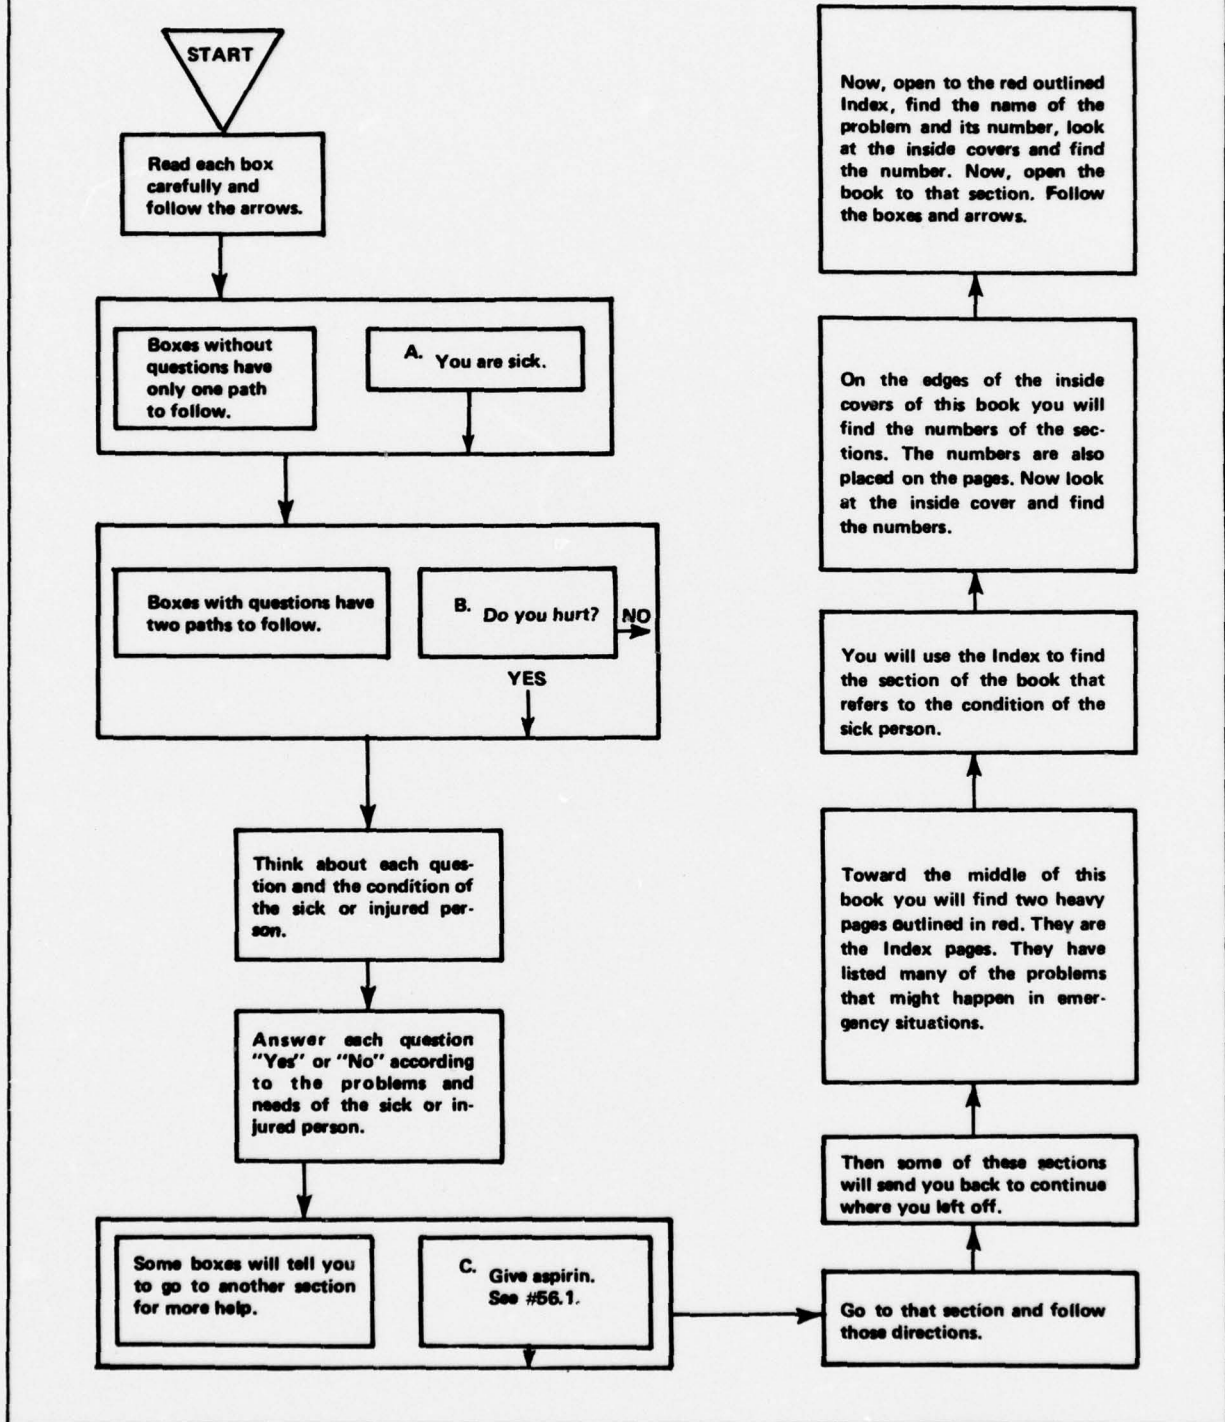 START
Read each box
carefully and
follow the arrows.
Boxes without
questions have
only one path
to follow.
A. You are sick.
Boxes with questions have
two paths to follow.
B. Do you hurt?
NO
YES
Think about each ques-
tion and the condition of
the sick or injured per-
son.
Answer each question
"Yes" or "No" according
to the problems and
needs of the sick or in-
jured person.
Some boxes will tell you
to go to another section
for more help.
C. Give aspirin.
See #56.1.
Go to that section and follow
those directions.
Then some of these sections
will send you back to continue
where you left off.
Toward the middle of this
book you will find two heavy
pages outlined in red. They are
the Index pages. They have
listed many of the problems
that might happen in emer-
gency situations.
You will use the Index to find
the section of the book that
refers to the condition of the
sick person.
On the edges of the inside
covers of this book you will
find the numbers of the sec-
tions. The numbers are also
placed on the pages. Now look
at the inside cover and find
the numbers.
Now, open to the red outlined
Index, find the name of the
problem and its number, look
at the inside covers and find
the number. Now, open the
book to that section. Follow
the boxes and arrows.